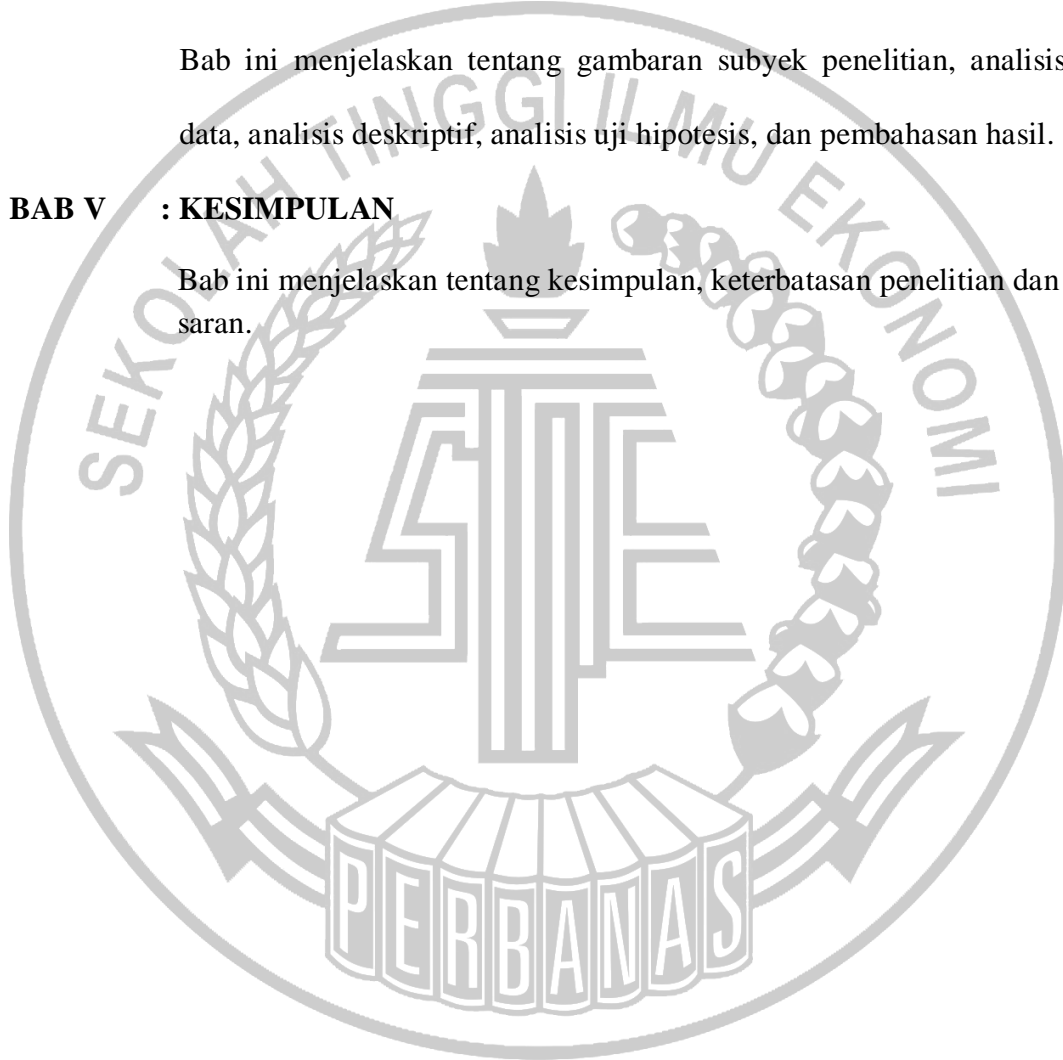 Bab ini menjelaskan tentang gambaran subyek penelitian, analisis
data, analisis deskriptif, analisis uji hipotesis, dan pembahasan hasil.
BAB V : KESIMPULAN
Bab ini menjelaskan tentang kesimpulan, keterbatasan penelitian dan
saran.
SEKOLAH TINGGI ILMU EKONOMI
STIE
PERBANAS